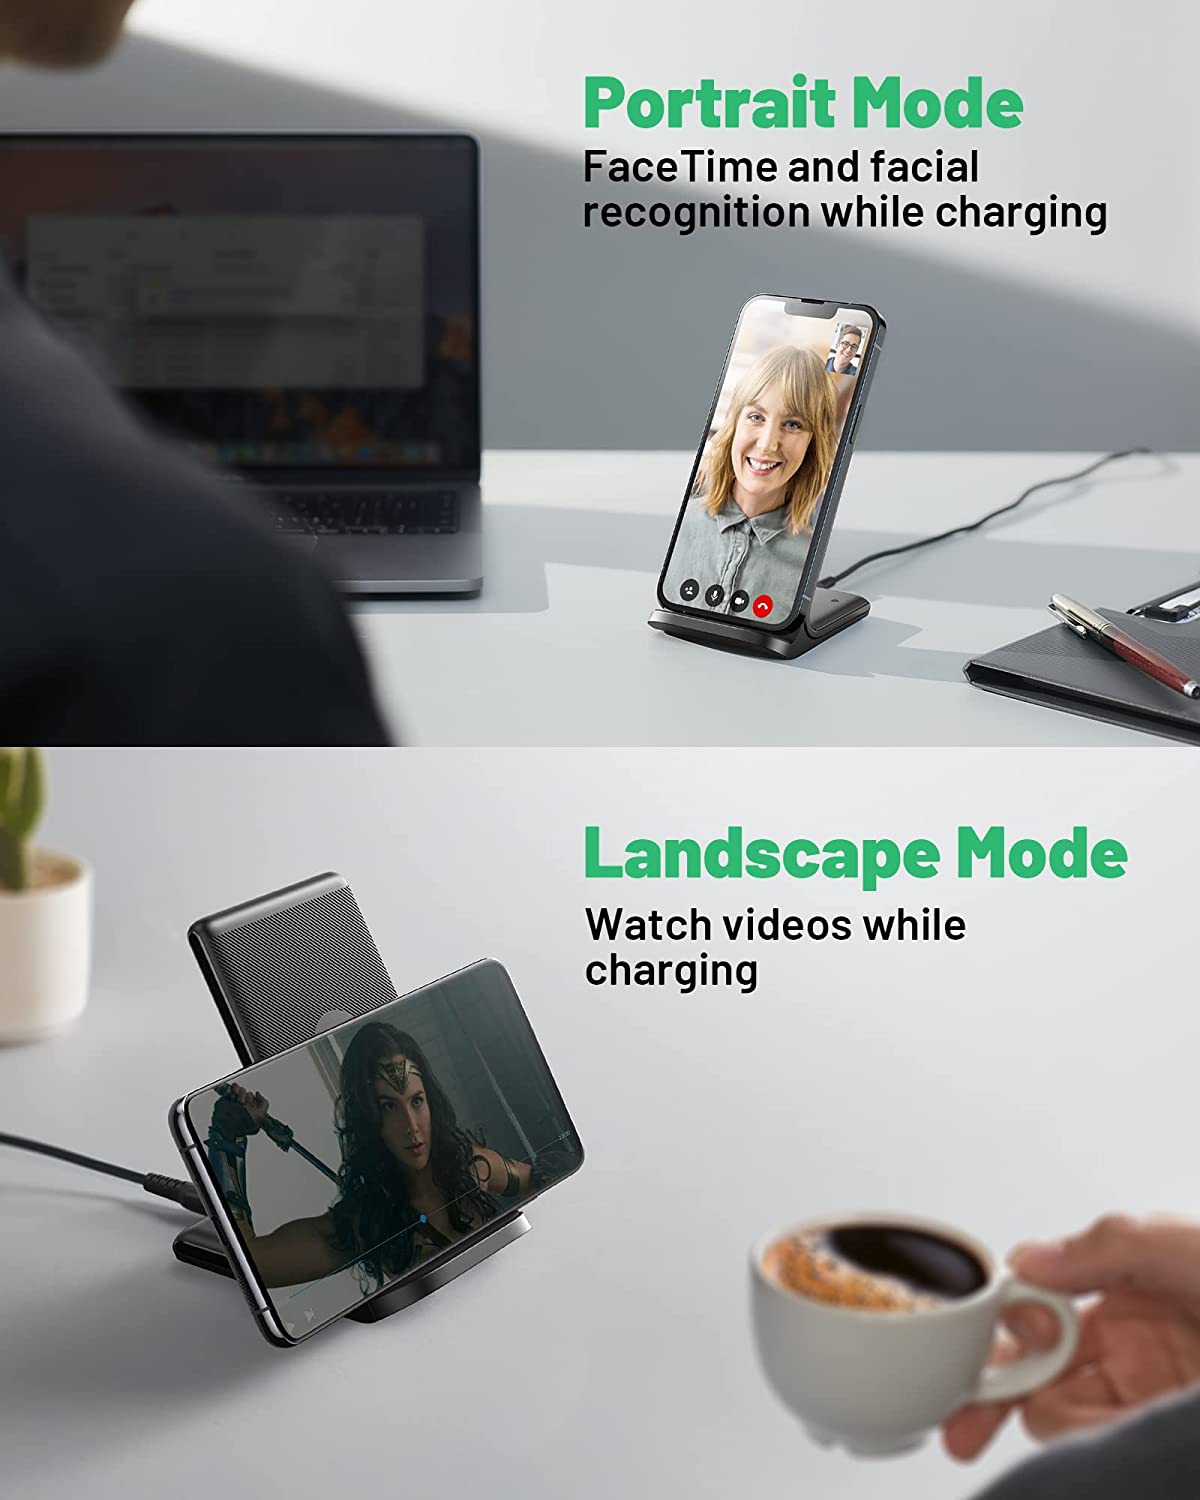 Portrait Mode
FaceTime and facial
recognition while charging
Landscape Mode
Watch videos while
charging